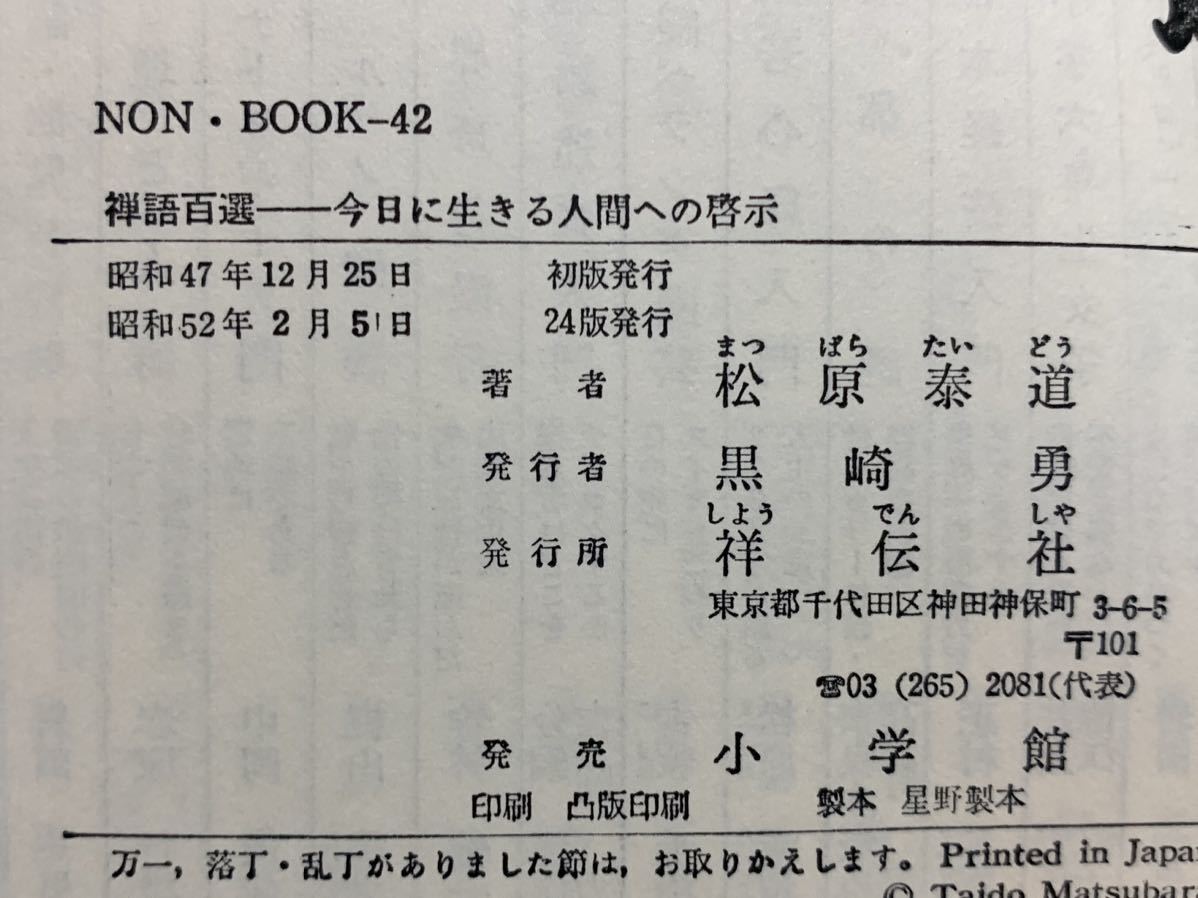 NON・BOOK-42
禅語百選――今日に生きる人間への啓示
昭和47年12月25日 初版発行
昭和52年2月5日 24版発行
まつ ばら たい どう
著者 松原泰道
発行者 黒崎勇
しよう でん しや
発行所 祥伝社
東京都千代田区神田神保町 3-6-5
〒101
☎03 (265) 2081(代表)
発売 小学館
印刷 凸版印刷 製本 星野製本
万一,落丁・乱丁がありました節は,お取りかえします。Printed in Japa
© Taido Matsubara